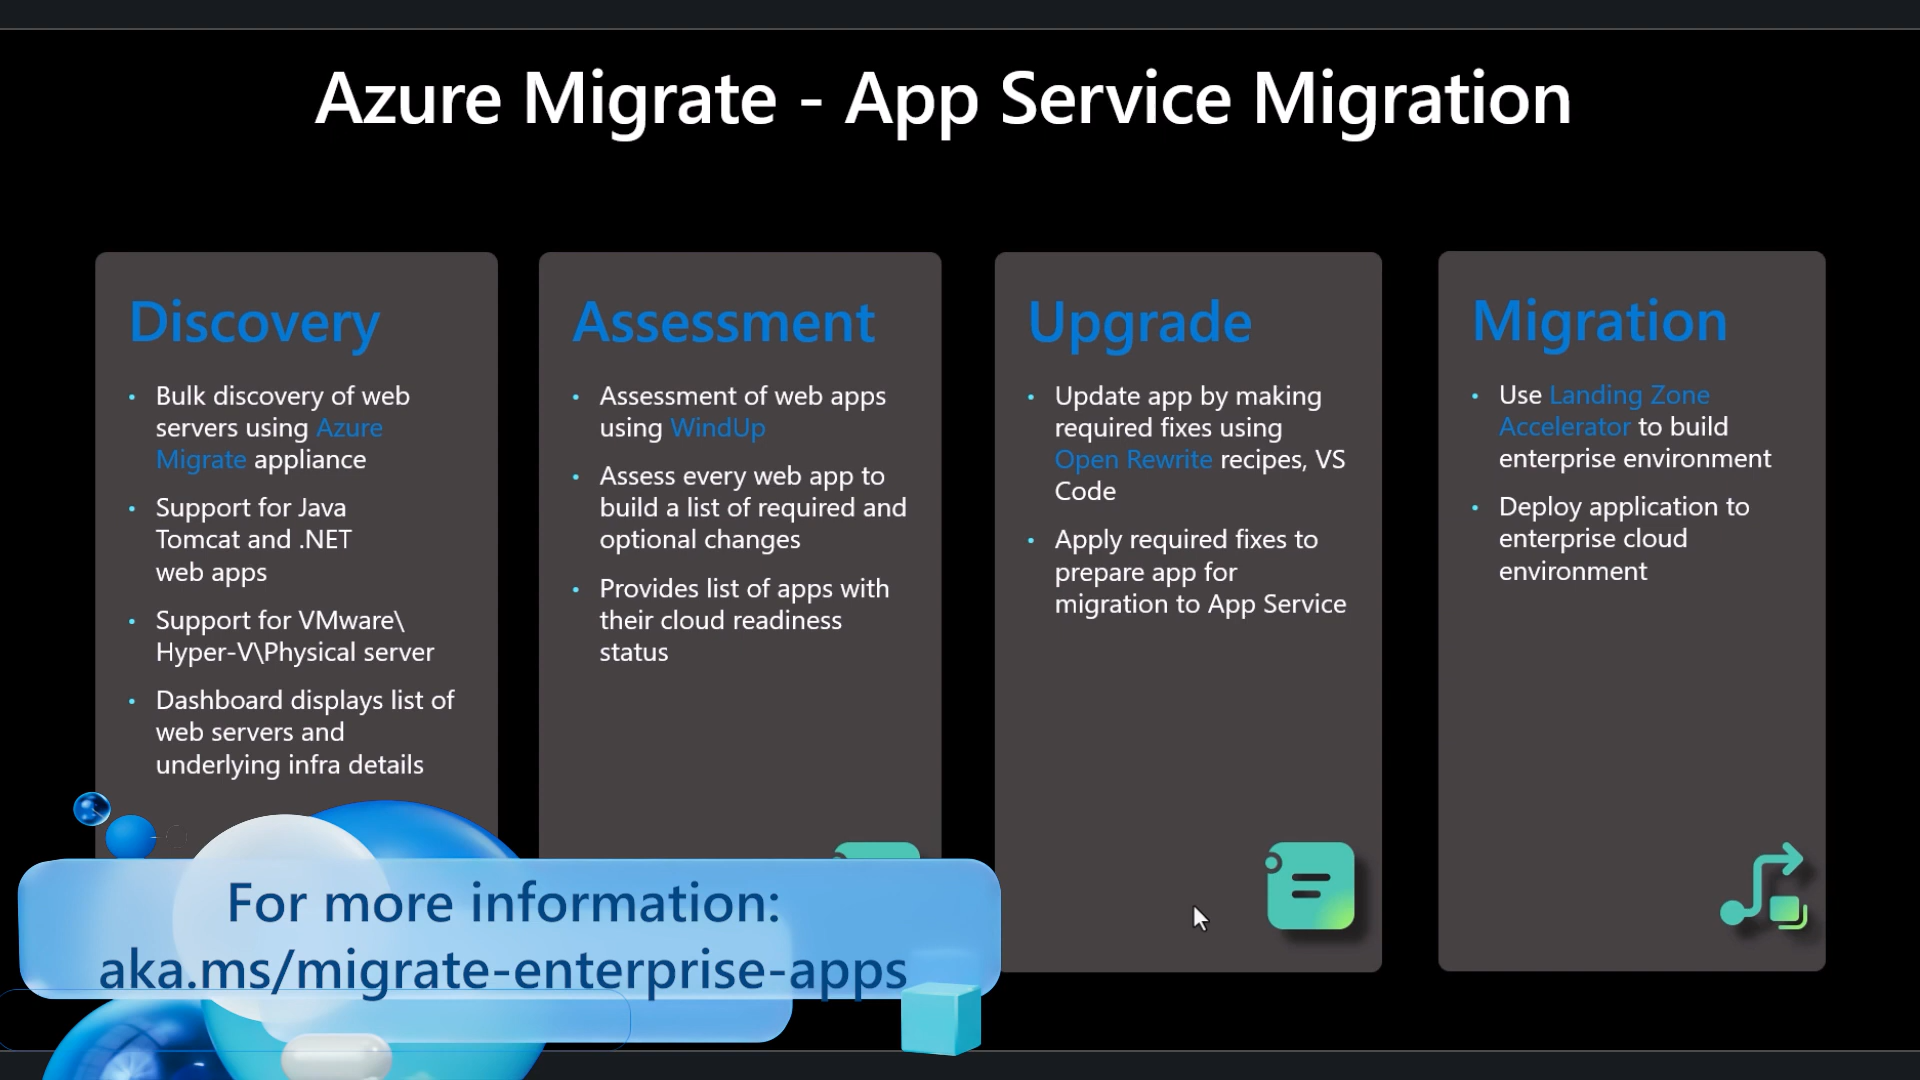 Azure Migrate - App Service Migration
Discovery
• Bulk discovery of web
servers using Azure
Migrate appliance
• Support for Java
Tomcat and .NET
web apps
• Support for VMware\
Hyper-V\Physical server
• Dashboard displays list of
web servers and
underlying infra details
Assessment
• Assessment of web apps
using WindUp
• Assess every web app to
build a list of required and
optional changes
• Provides list of apps with
their cloud readiness
status
Upgrade
• Update app by making
required fixes using
Open Rewrite recipes, VS
Code
• Apply required fixes to
prepare app for
migration to App Service
Migration
• Use Landing Zone
Accelerator to build
enterprise environment
• Deploy application to
enterprise cloud
environment
For more information:
aka.ms/migrate-enterprise-apps